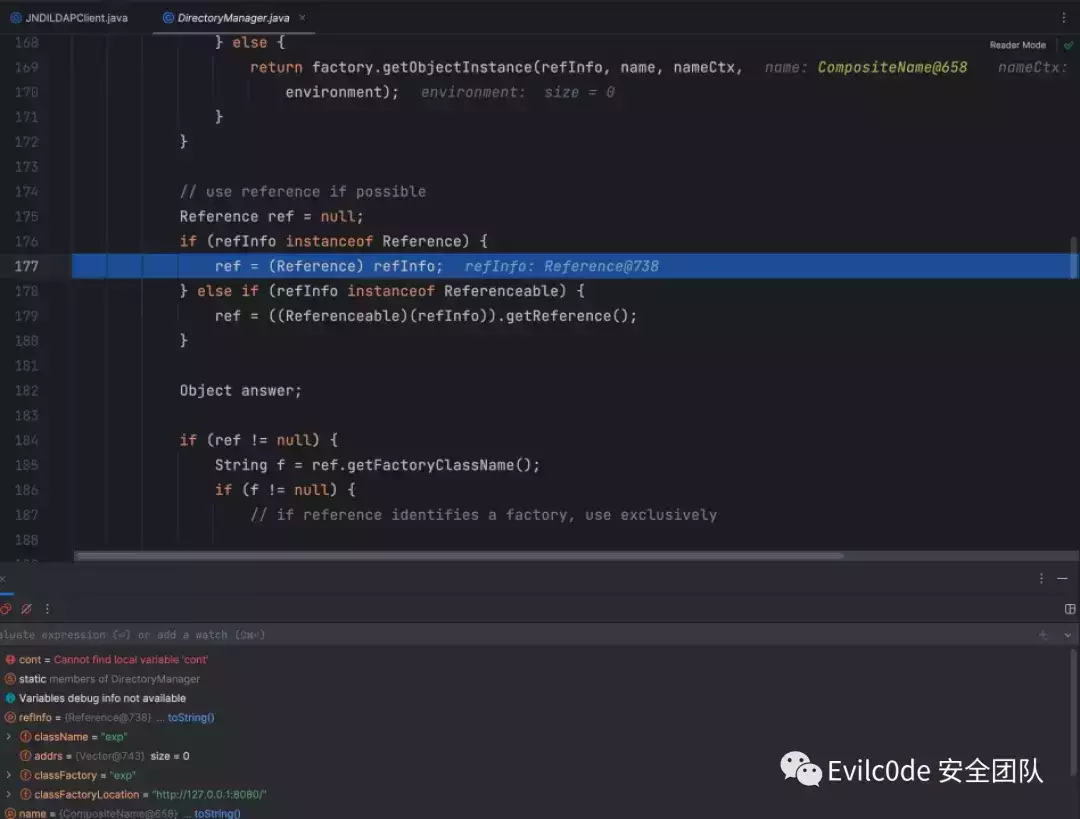 JNDILDAPClient.java DirectoryManager.java
168 } else { Reader Mode
169 return factory.getObjectInstance(refInfo, name, nameCtx, name: CompositeName@658 nameCtx:
170 environment); environment: size = 0
171 }
172 }
173
174 // use reference if possible
175 Reference ref = null;
176 if (refInfo instanceof Reference) {
177 ref = (Reference) refInfo; refInfo: Reference@738
178 } else if (refInfo instanceof Referenceable) {
179 ref = ((Referenceable)(refInfo)).getReference();
180 }
181
182 Object answer;
183
184 if (ref != null) {
185 String f = ref.getFactoryClassName();
186 if (f != null) {
187 // if reference identifies a factory, use exclusively
188
aluate expression (⏎) or add a watch (⇧⌘⏎)
cont = Cannot find local variable 'cont'
static members of DirectoryManager
Variables debug info not available
refInfo = {Reference@738} ... toString()
className = "exp"
addrs = {Vector@743} size = 0
classFactory = "exp"
classFactoryLocation = "http://127.0.0.1:8080/"
name = {CompositeName@658} ... toString()
Evilc0de 安全团队